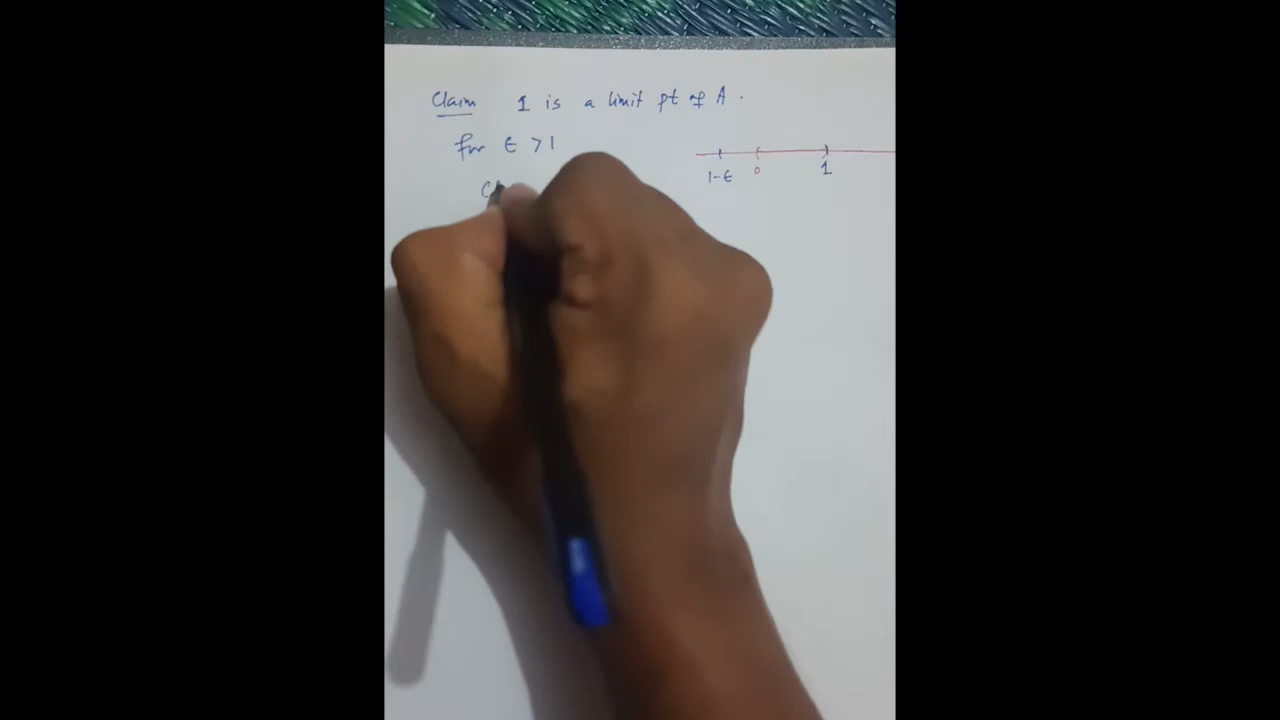 Claim 1 is a limit pt of A.
for ε > 1
1-ε 0 1